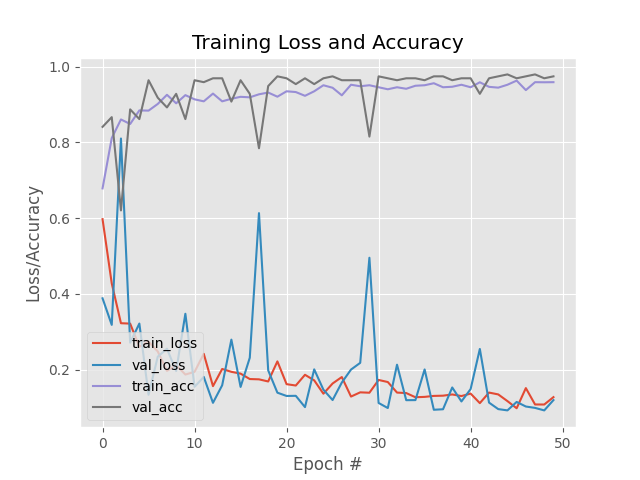 Training Loss and Accuracy
Loss/Accuracy
1.0
0.8
0.6
0.4
0.2
train_loss
val_loss
train_acc
val_acc
0
10
20
30
40
50
Epoch #